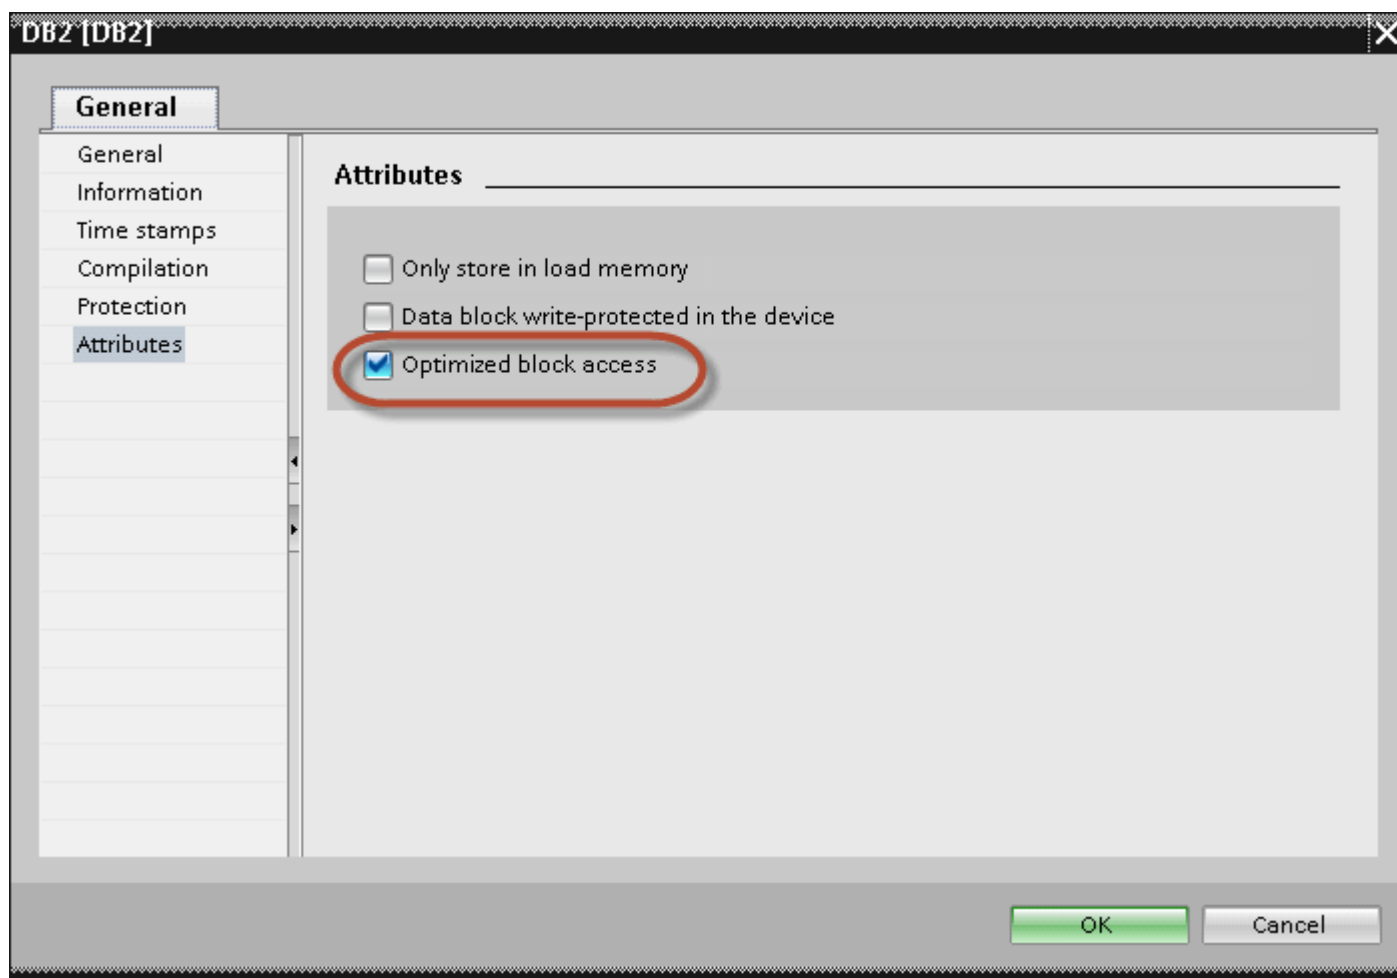 DB2 [DB2]
General
General
Information
Time stamps
Compilation
Protection
Attributes
Attributes
Only store in load memory
Data block write-protected in the device
Optimized block access
OK
Cancel